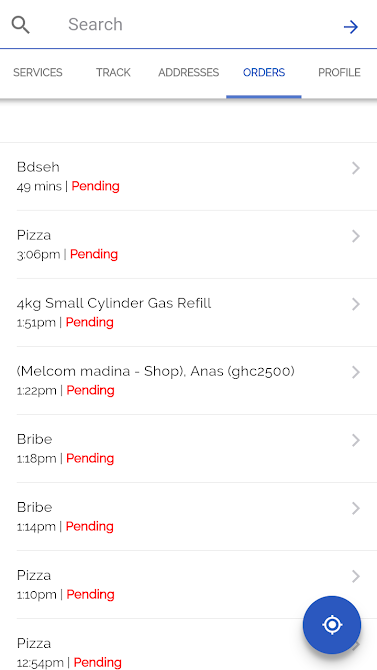 Search
SERVICES TRACK ADDRESSES ORDERS PROFILE
Bdseh
49 mins | Pending
Pizza
3:06pm | Pending
4kg Small Cylinder Gas Refill
1:51pm | Pending
(Melcom madina - Shop), Anas (ghc2500)
1:22pm | Pending
Bribe
1:18pm | Pending
Bribe
1:14pm | Pending
Pizza
1:10pm | Pending
Pizza
12:54pm | Pending